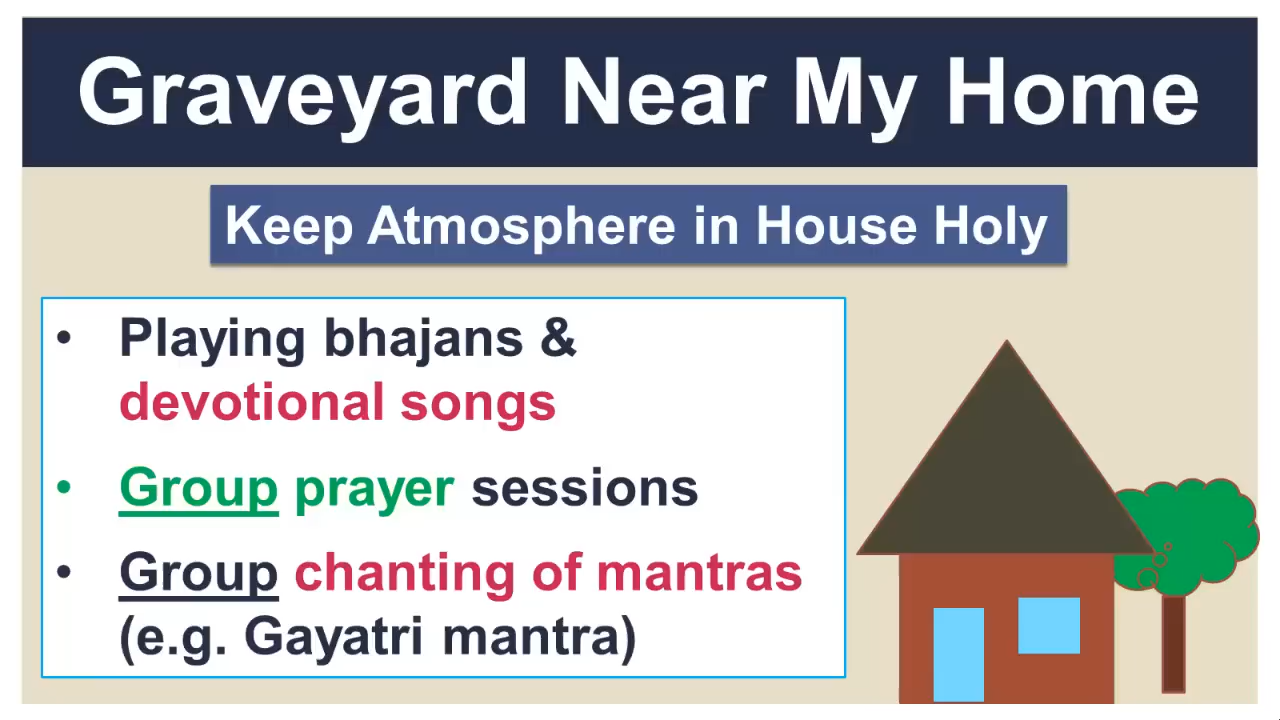 Graveyard Near My Home
Keep Atmosphere in House Holy
• Playing bhajans &
devotional songs
• Group prayer sessions
• Group chanting of mantras
(e.g. Gayatri mantra)